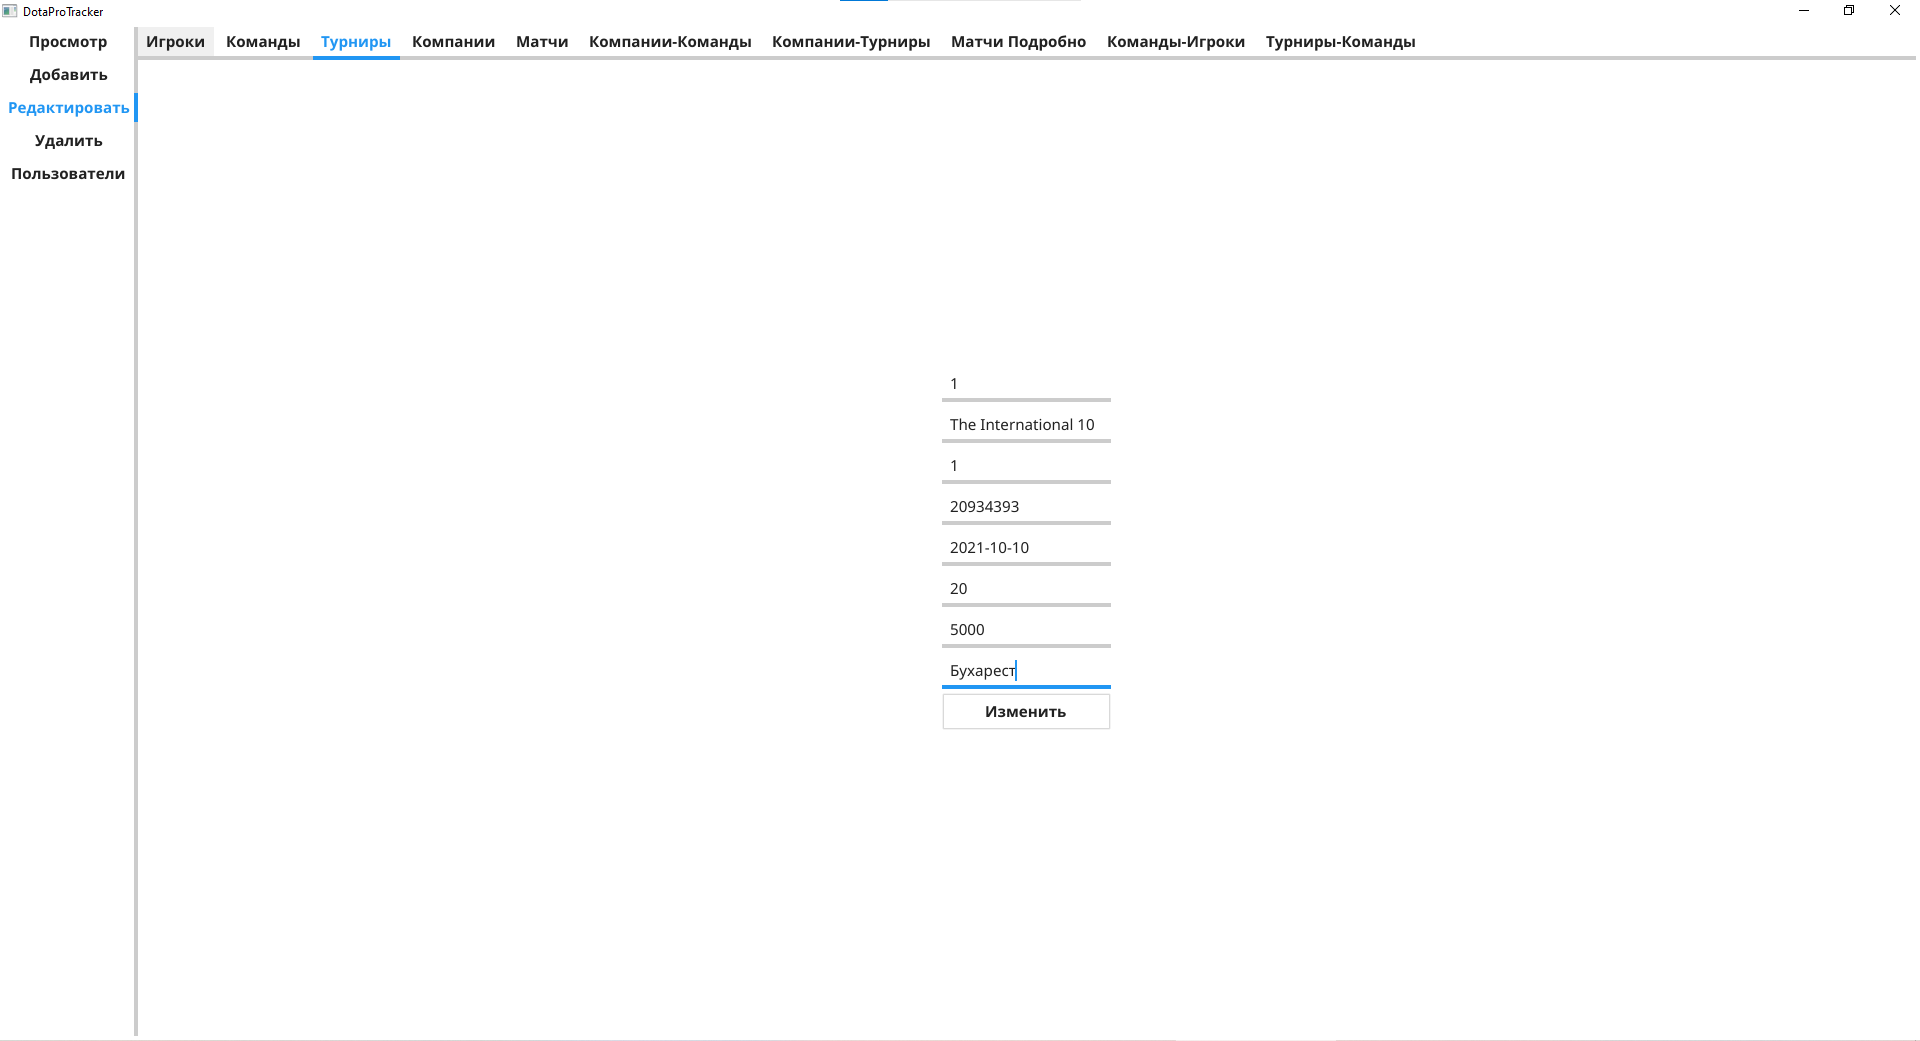 DotaProTracker
Просмотр
Добавить
Редактировать
Удалить
Пользователи
Игроки Команды Турниры Компании Матчи Компании-Команды Компании-Турниры Матчи Подробно Команды-Игроки Турниры-Команды
1
The International 10
1
20934393
2021-10-10
20
5000
Бухарест
Изменить